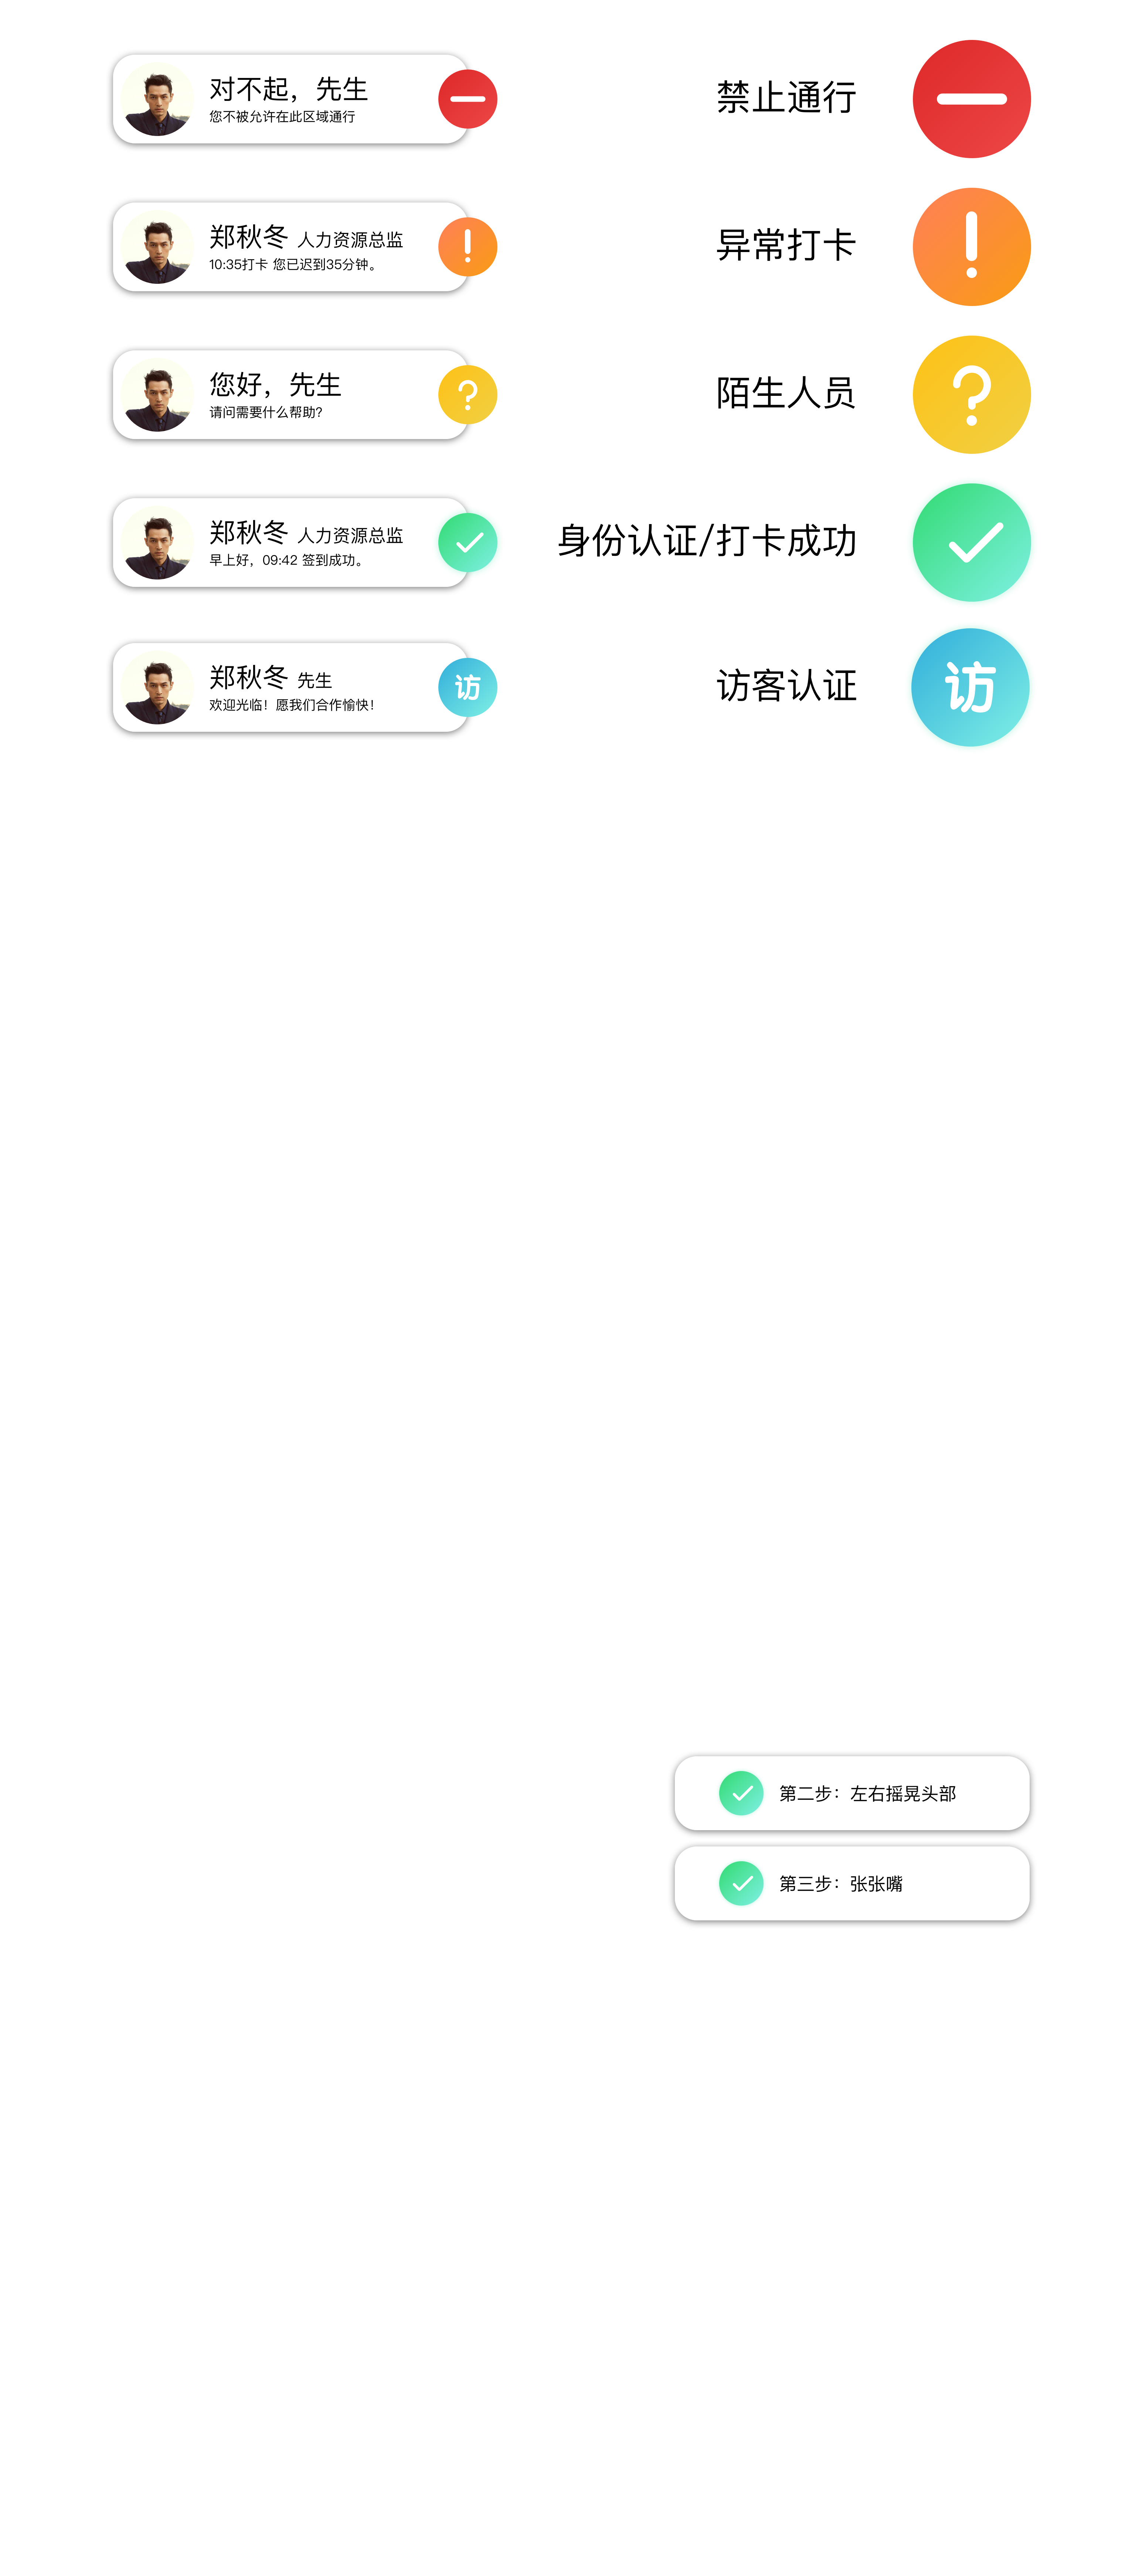 对不起，先生
您不被允许在此区域通行
禁止通行
郑秋冬 人力资源总监
10:35打卡 您已迟到35分钟。
异常打卡
您好，先生
请问需要什么帮助?
陌生人员
郑秋冬 人力资源总监
早上好，09:42 签到成功。
身份认证/打卡成功
郑秋冬 先生
欢迎光临！愿我们合作愉快！
访
访客认证
访
第二步：左右摇晃头部
第三步：张张嘴